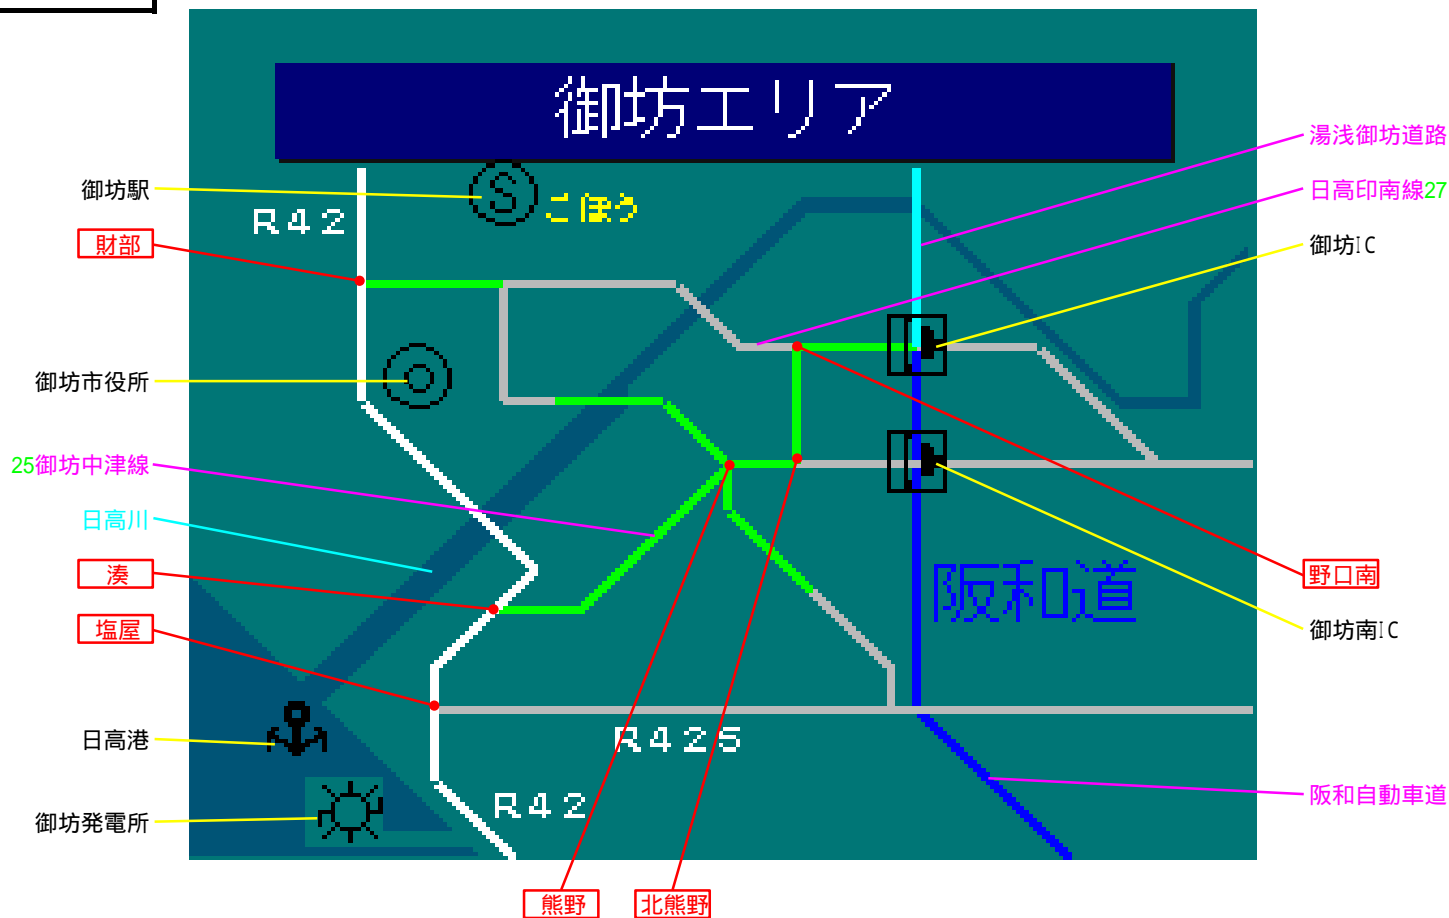 御坊エリア
湯浅御坊道路
御坊駅
ごほう
日高印南線27
R42
財部
御坊IC
御坊市役所
25御坊中津線
日高川
湊
阪和道
野口南
塩屋
御坊南IC
日高港
R425
阪和自動車道
R42
御坊発電所
熊野
北熊野